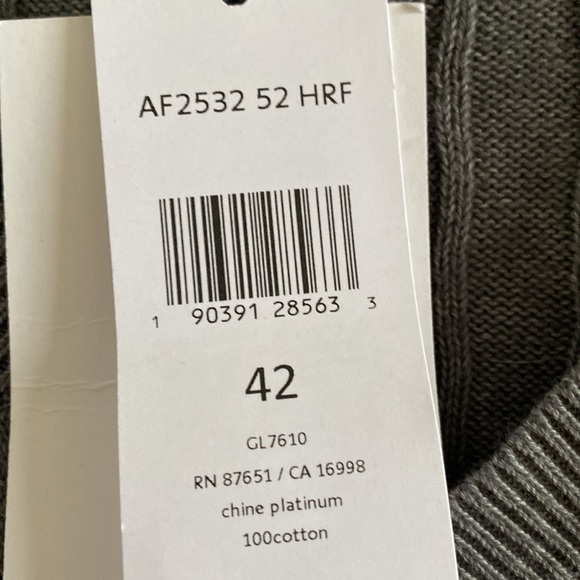 AF2532 52 HRF
1 90391 28563 3
42
GL7610
RN 87651 / CA 16998
chine platinum
100cotton